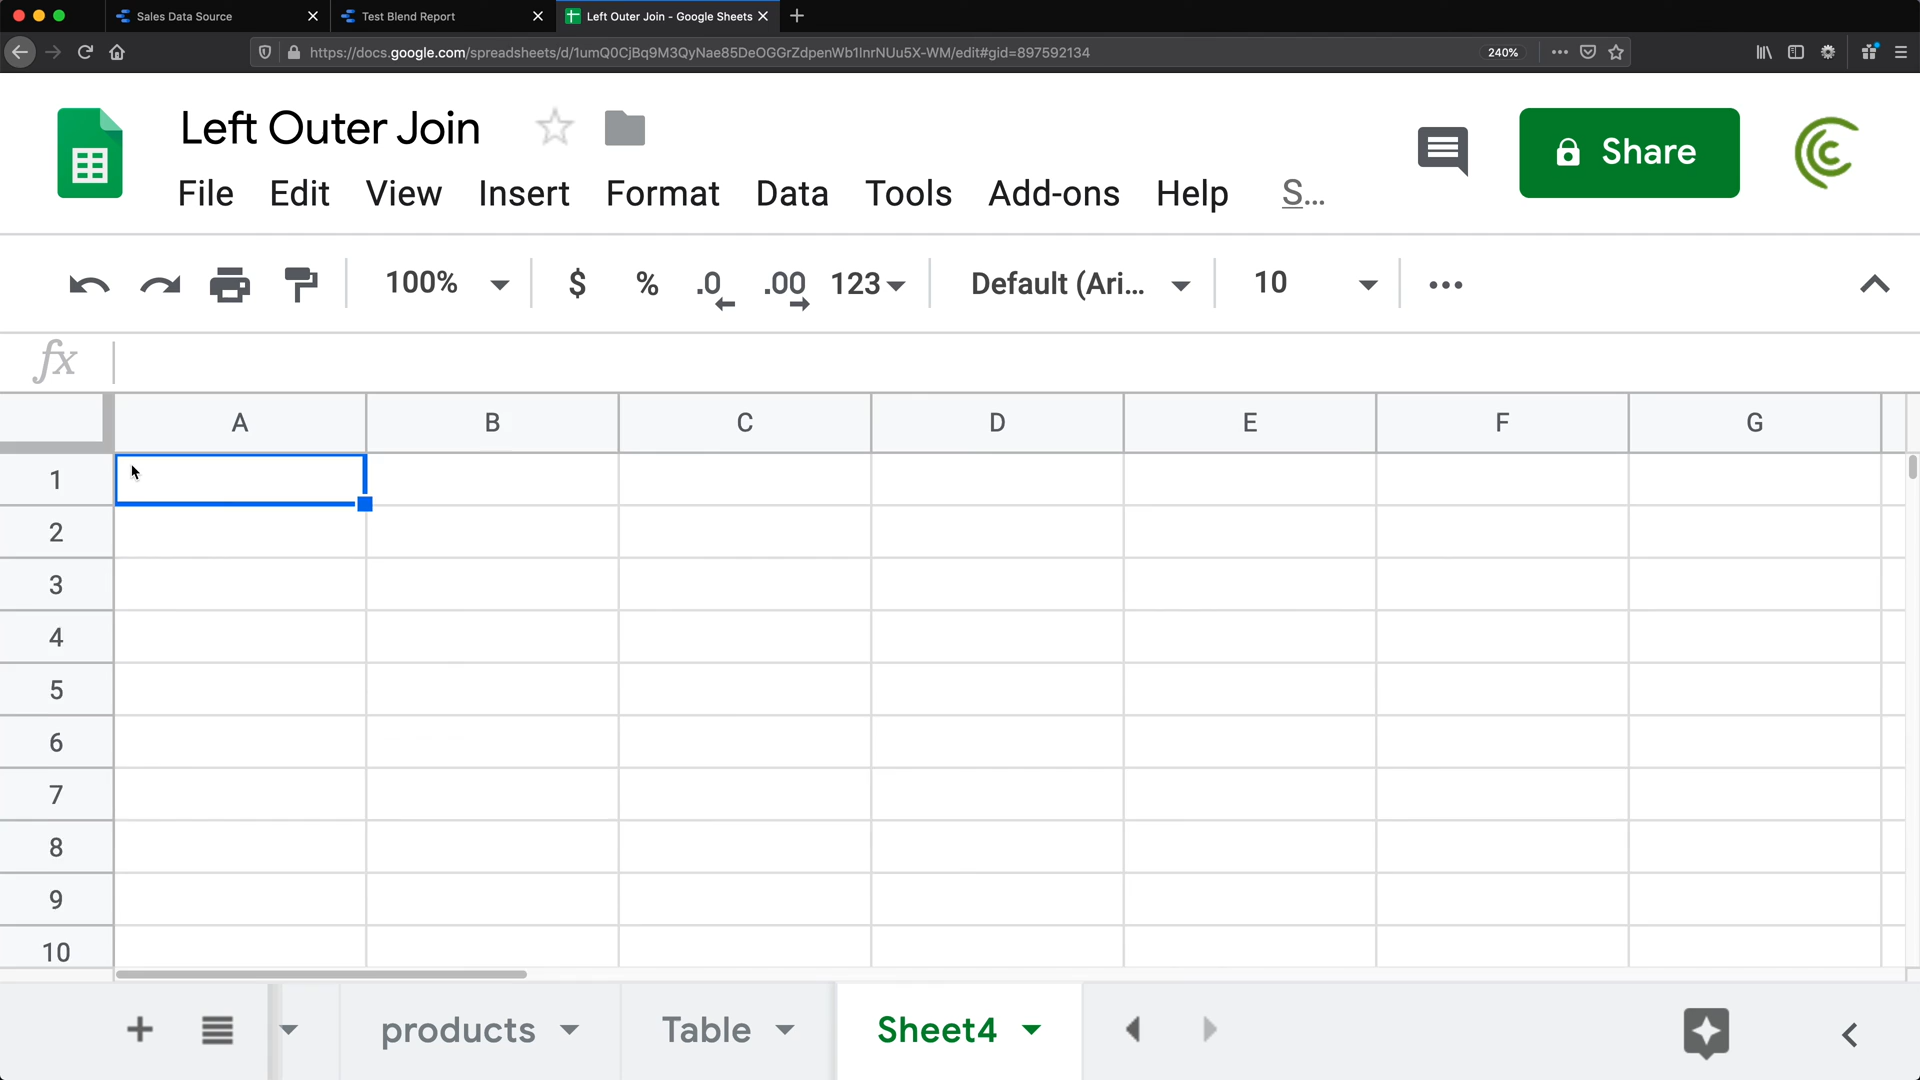 Sales Data Source
Test Blend Report
Left Outer Join - Google Sheets
https://docs.google.com/spreadsheets/d/1umQ0CjBq9M3QyNae85DeOGGrZdpenWb1InrNUu5X-WM/edit#gid=897592134
240%
Left Outer Join
Share
File Edit View Insert Format Data Tools Add-ons Help S...
100% $ % .0 .00 123 Default (Ari... 10
fx
A B C D E F G
1
2
3
4
5
6
7
8
9
10
products Table Sheet4